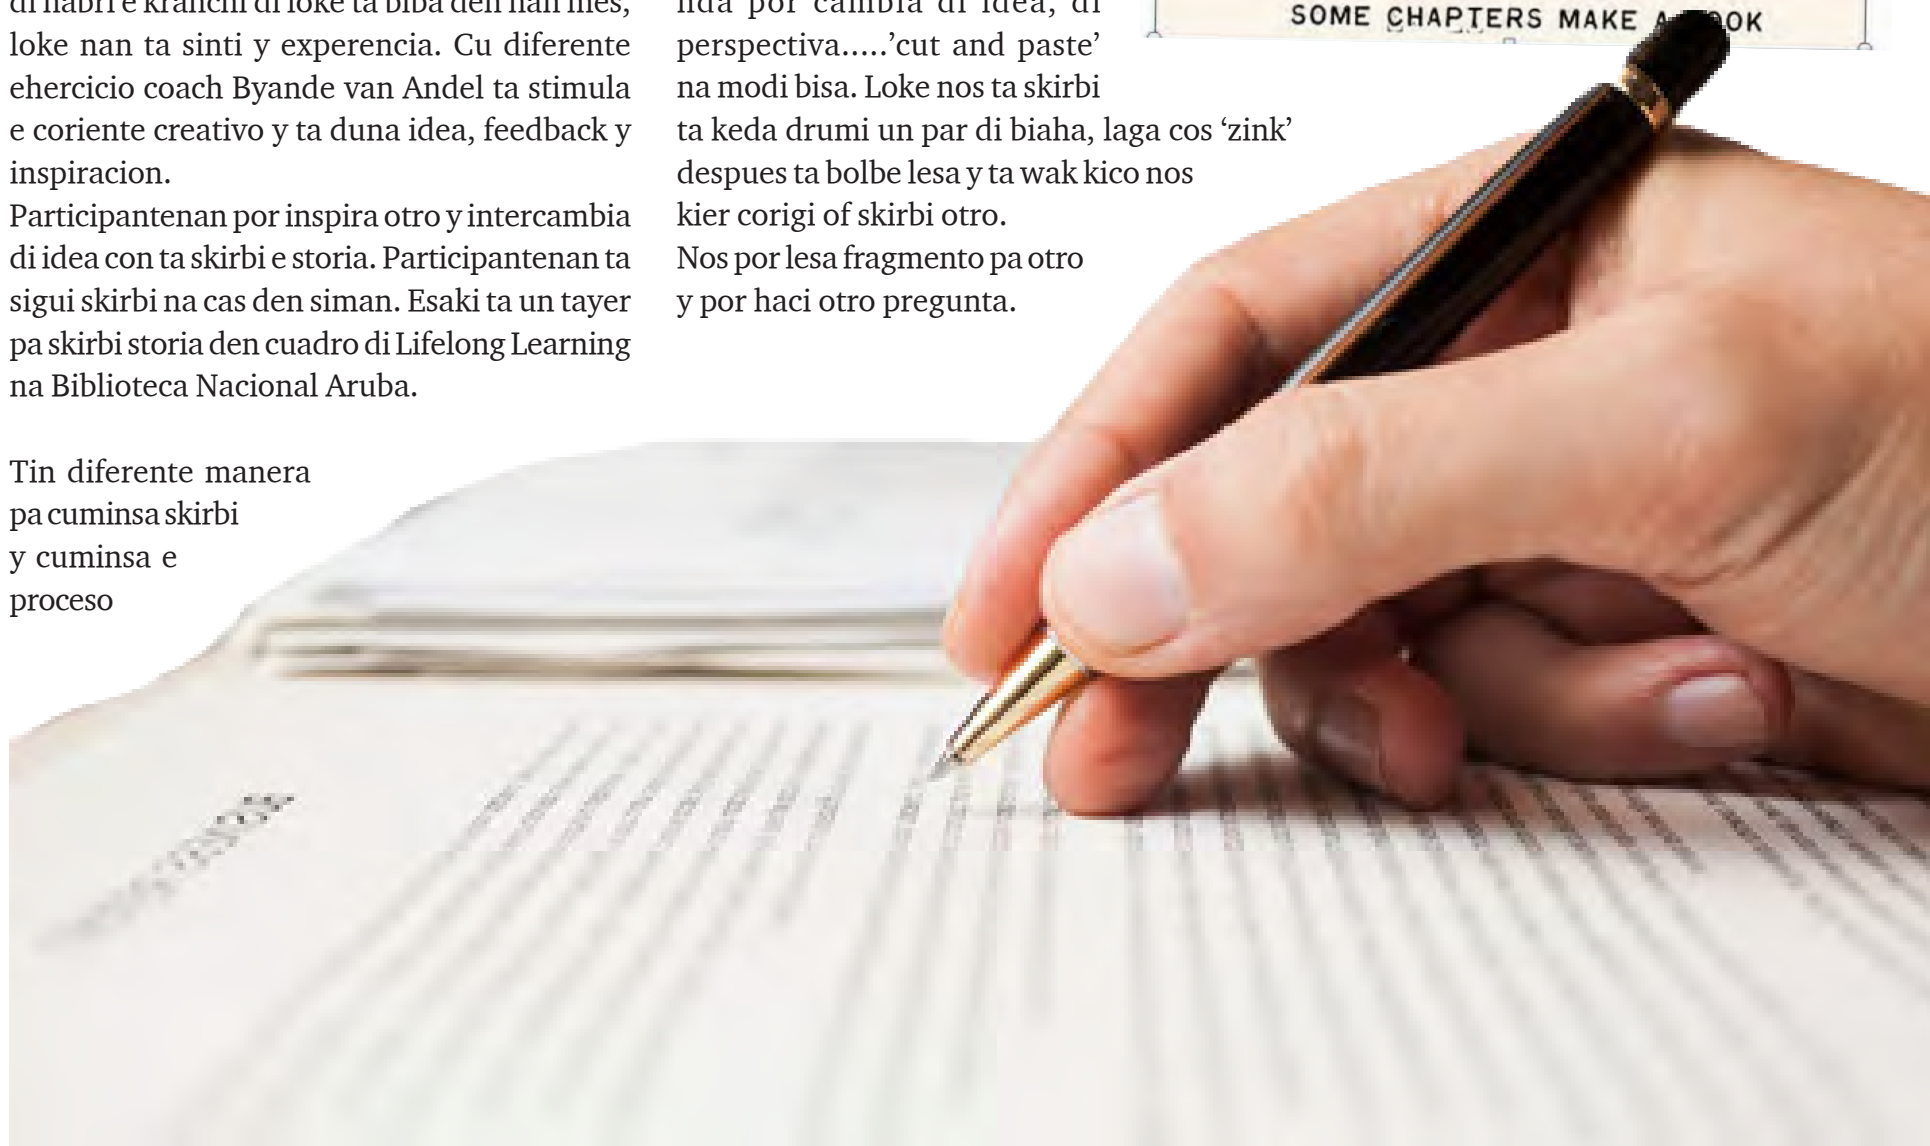 di habri e kranchi di loke ta biba den nan mes,
loke nan ta sinti y experencia. Cu diferente
ehercicio coach Byande van Andel ta stimula
e coriente creativo y ta duna idea, feedback y
inspiracion.
Participantenan por inspira otro y intercambia
di idea con ta skirbi e storia. Participantenan ta
sigui skirbi na cas den siman. Esaki ta un tayer
pa skirbi storia den cuadro di Lifelong Learning
na Biblioteca Nacional Aruba.
Tin diferente manera
pa cuminsa skirbi
y cuminsa e
proceso
por cambia di idea, di
perspectiva.....’cut and paste’
na modi bisa. Loke nos ta skirbi
ta keda drumi un par di biaha, laga cos ‘zink’
despues ta bolbe lesa y ta wak kico nos
kier corigi of skirbi otro.
Nos por lesa fragmento pa otro
y por haci otro pregunta.
SOME CHAPTERS MAKE A